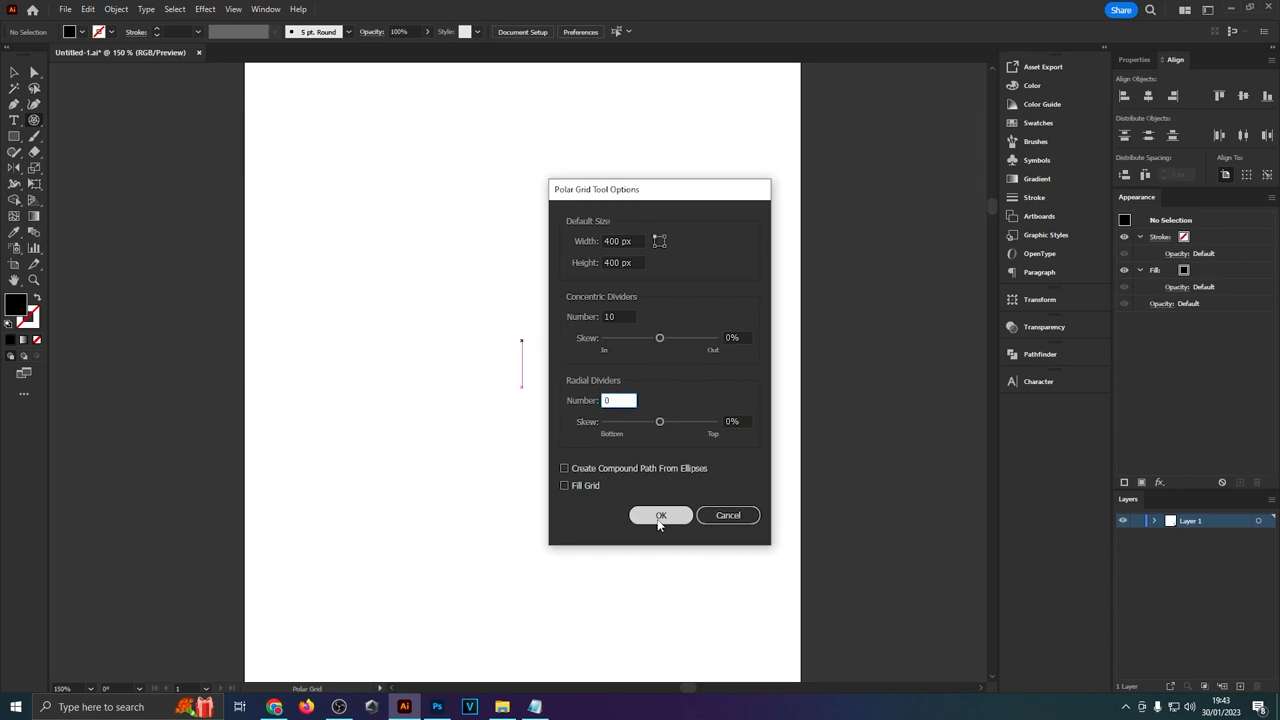 Ai File Edit Object Type Select Effect View Window Help Share
No Selection Stroke: 5 pt. Round Opacity: 100% Style: Document Setup Preferences
Untitled-1.ai* @ 150 % (RGB/Preview) ×
Properties Align
Align Objects:
Distribute Objects:
Distribute Spacing: Align To:
Asset Export
Color
Color Guide
Swatches
Brushes
Symbols
Gradient
Stroke
Artboards
Graphic Styles
OpenType
Paragraph
Transform
Transparency
Pathfinder
Character
Appearance
No Selection
Stroke:
Opacity: Default
Fill:
Opacity: Default
Opacity: Default
Polar Grid Tool Options
Default Size
Width: 400 px
Height: 400 px
Concentric Dividers
Number: 10
Skew: 0%
In Out
Radial Dividers
Number: 0
Skew: 0%
Bottom Top
Create Compound Path From Ellipses
Fill Grid
OK Cancel
Layers
Layer 1
1 Layer
150% 0° 1 Polar Grid
Type here to search Ai Ps V
19:43
30/01/2023